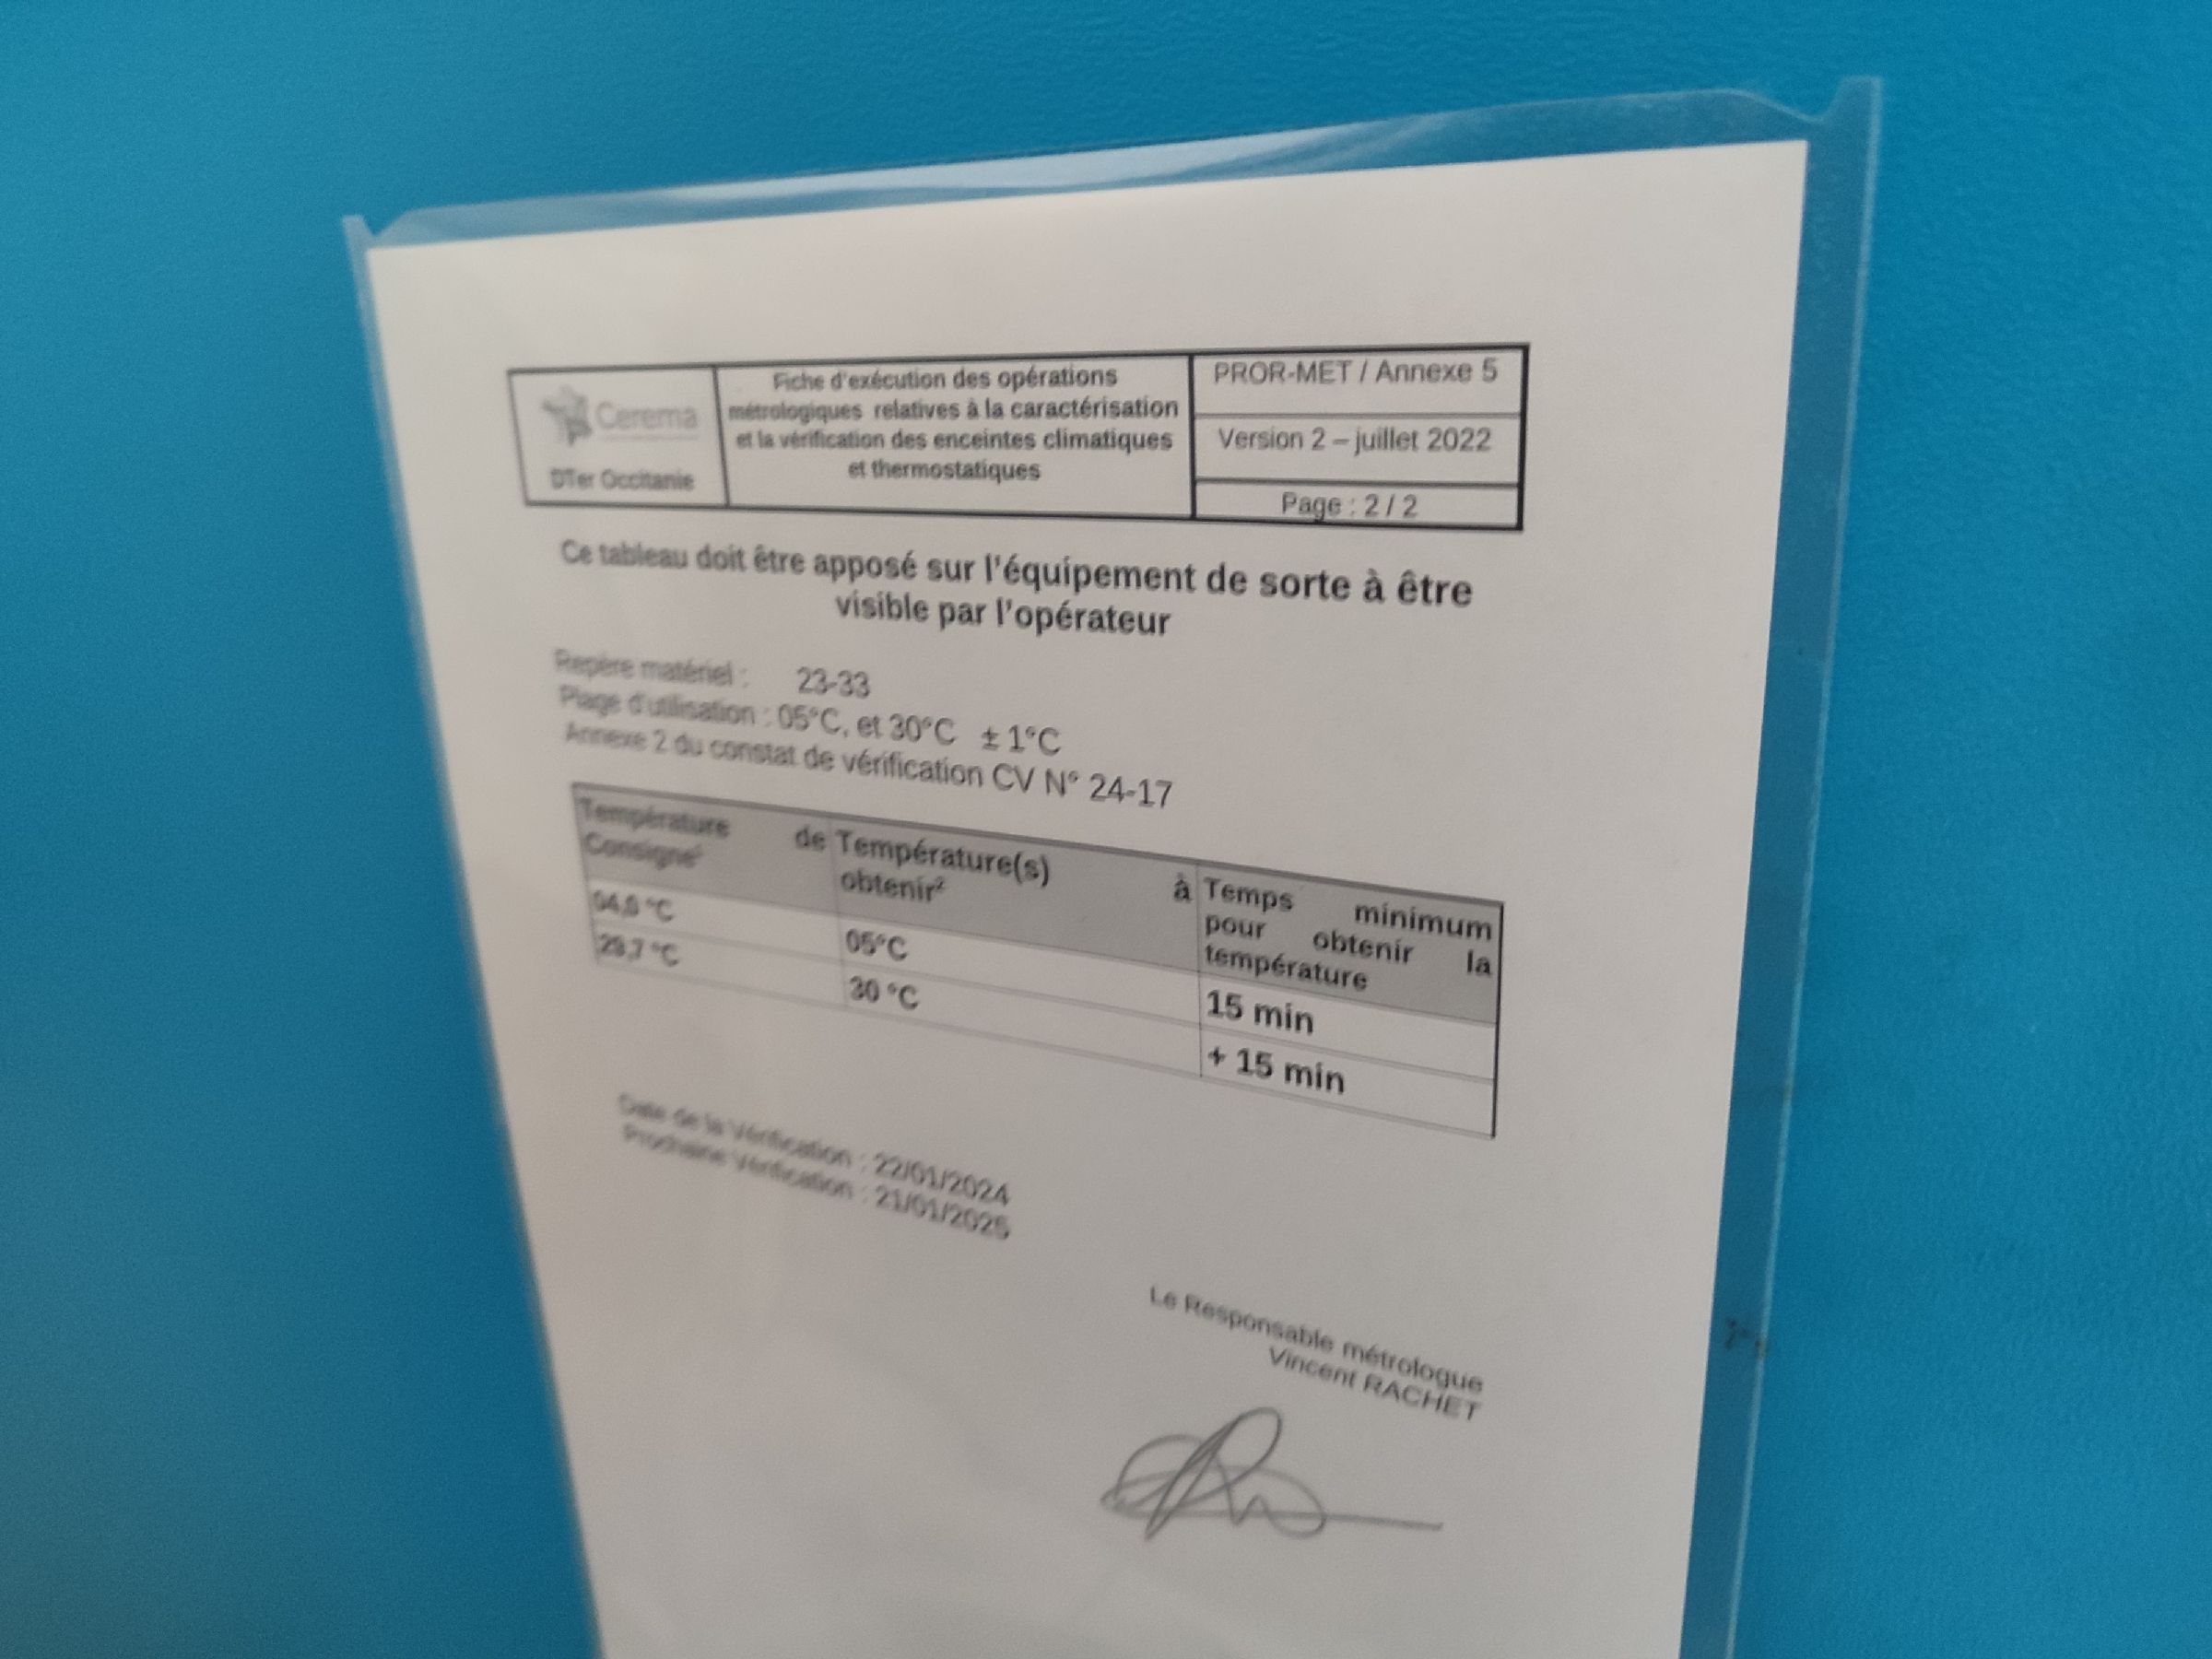 Cerema
DTer Occitanie
Fiche d'exécution des opérations
métrologiques relatives à la caractérisation
et la vérification des enceintes climatiques
et thermostatiques
PROR-MET / Annexe 5
Version 2 – juillet 2022
Page : 2 / 2
Ce tableau doit être apposé sur l'équipement de sorte à être
visible par l'opérateur
Repère matériel : 23-33
Plage d'utilisation : 05°C, et 30°C ± 1°C
Annexe 2 du constat de vérification CV N° 24-17
Température de
Consigne¹
Température(s) à
obtenir²
Temps minimum
pour obtenir la
température
°C
05°C
15 min
29,7 °C
30 °C
+ 15 min
Date de la Vérification : 22/01/2024
Prochaine Vérification : 21/01/2025
Le Responsable métrologue
Vincent RACHET